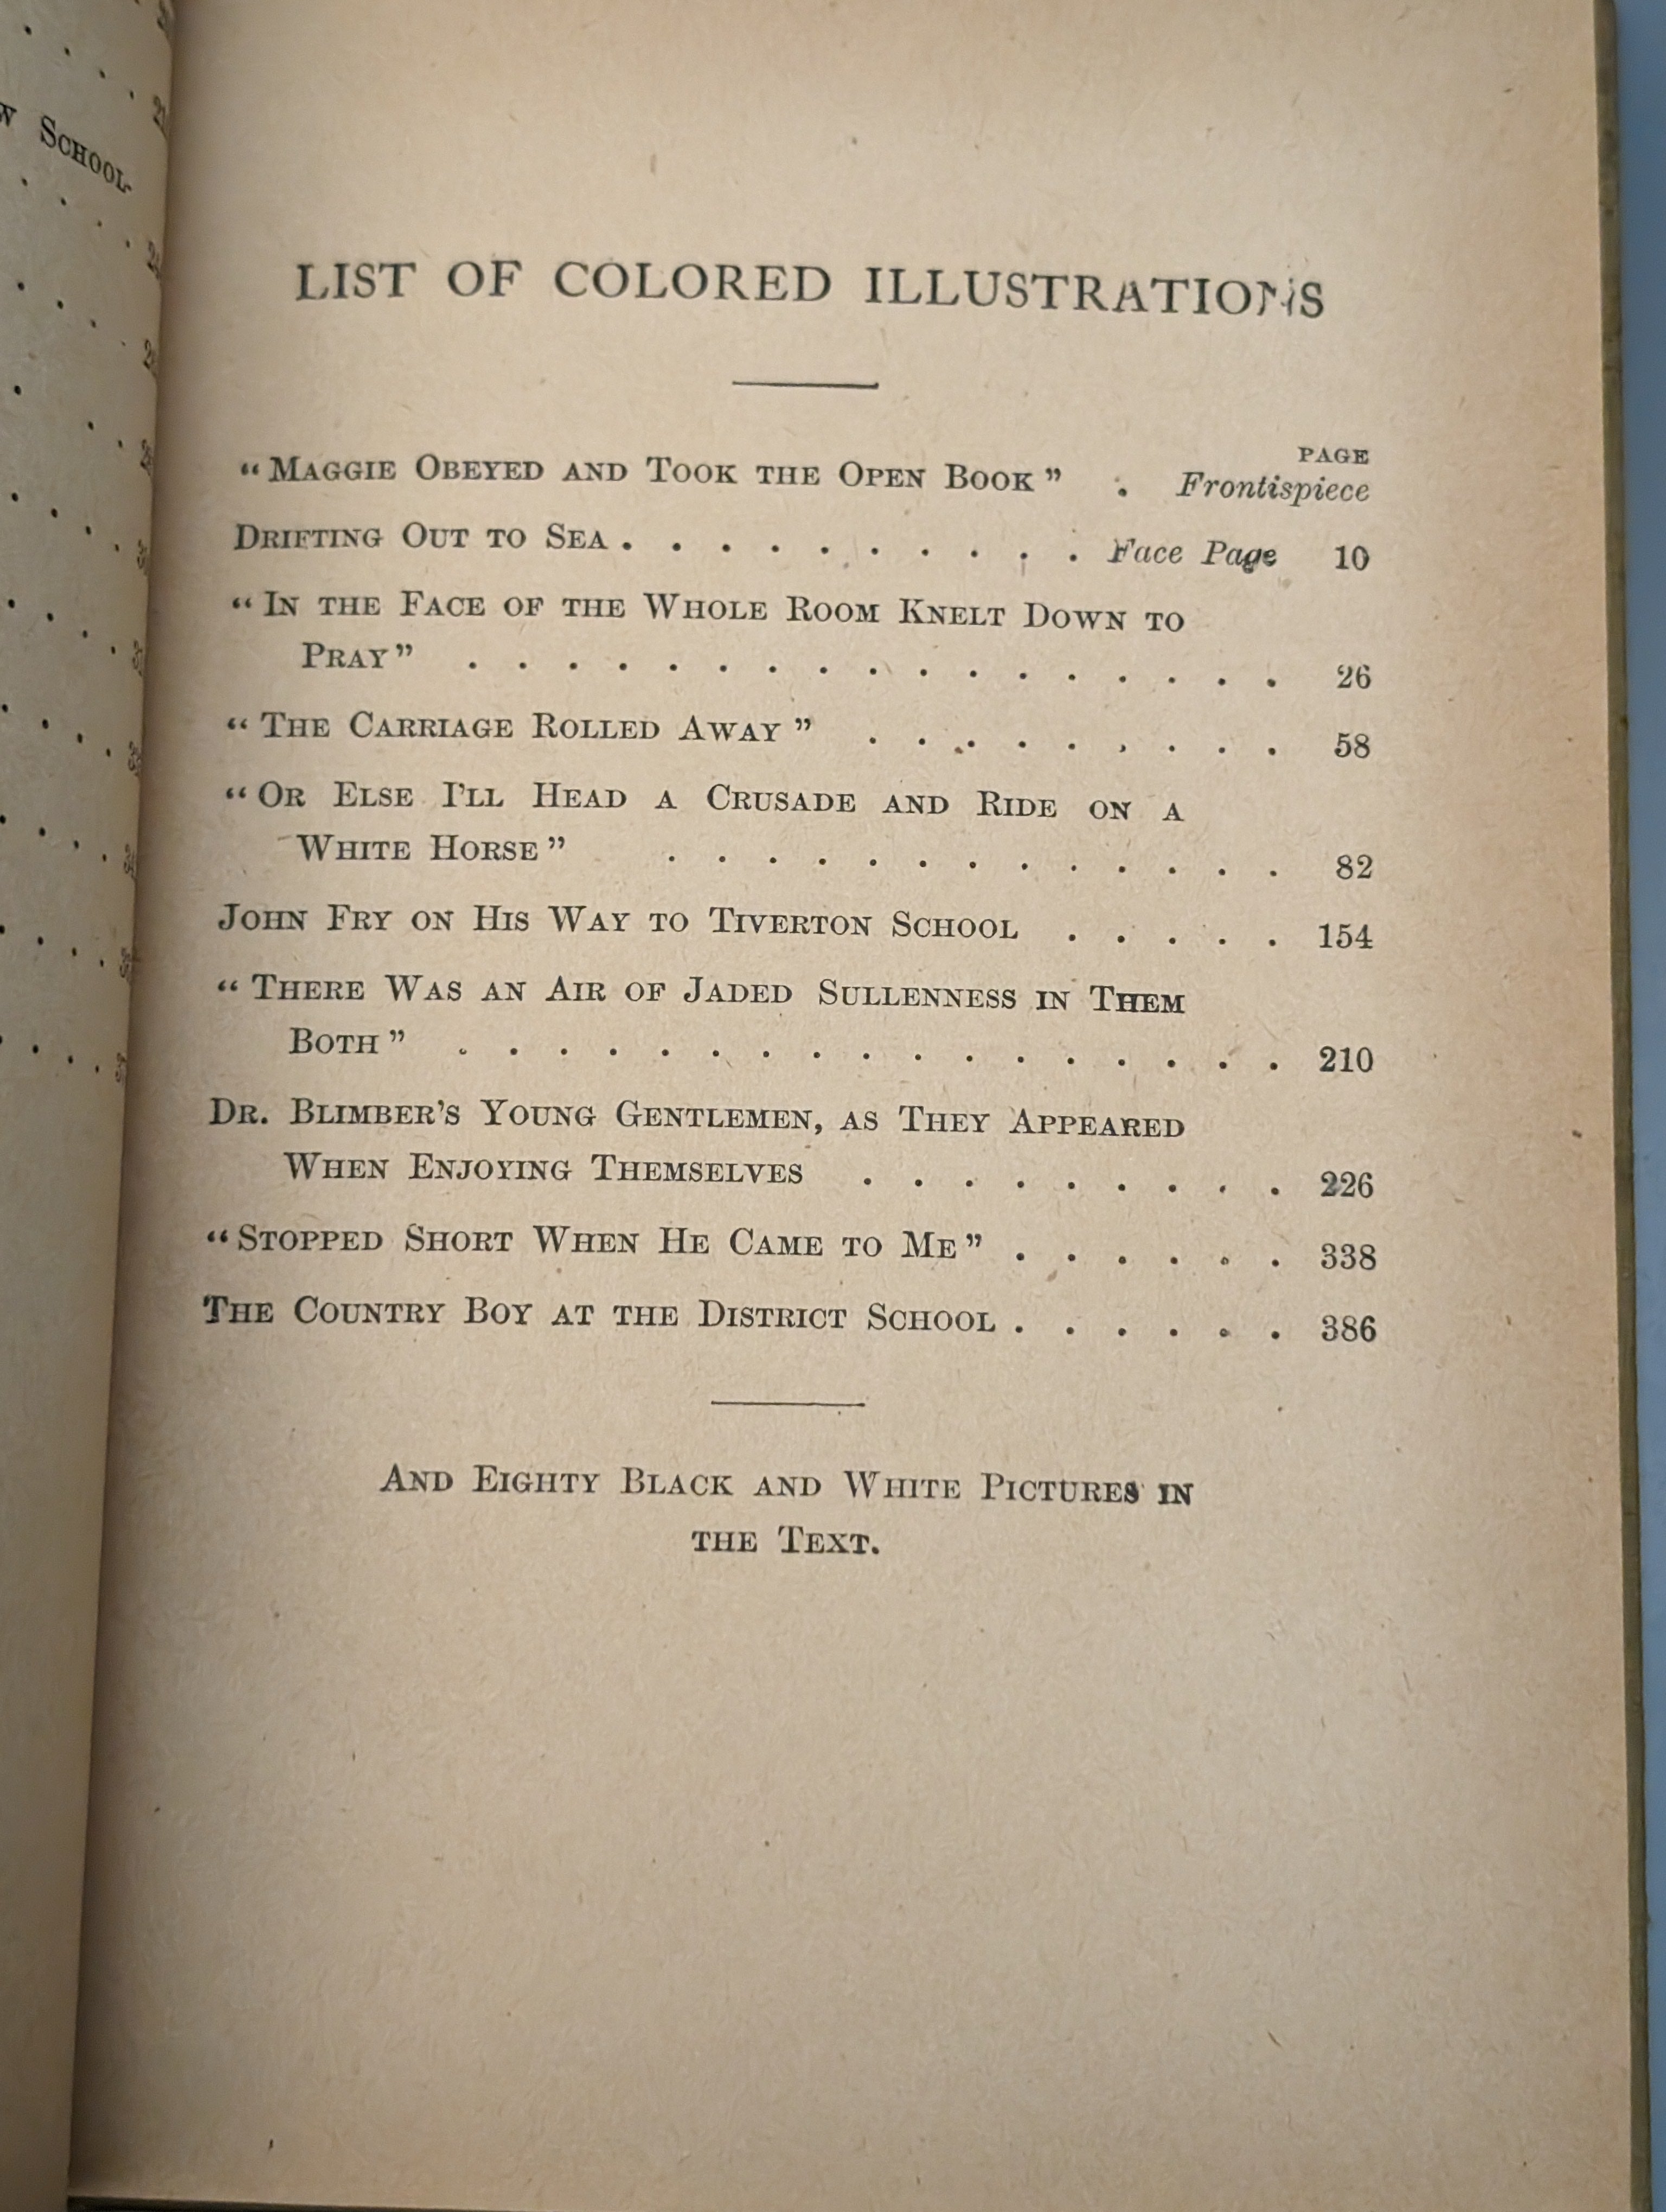 SCHOOL-
LIST OF COLORED ILLUSTRATIONS
PAGE
“MAGGIE OBEYED AND TOOK THE OPEN BOOK” . Frontispiece
DRIFTING OUT TO SEA . . . . . . . . . . Face Page 10
“IN THE FACE OF THE WHOLE ROOM KNELT DOWN TO
PRAY” . . . . . . . . . . . . . . . . . 26
“THE CARRIAGE ROLLED AWAY” . . . . . . . . . 58
“OR ELSE I'LL HEAD A CRUSADE AND RIDE ON A
WHITE HORSE” . . . . . . . . . . . . . 82
JOHN FRY ON HIS WAY TO TIVERTON SCHOOL . . . . . 154
“THERE WAS AN AIR OF JADED SULLENNESS IN THEM
BOTH” . . . . . . . . . . . . . . . . . 210
DR. BLIMBER'S YOUNG GENTLEMEN, AS THEY APPEARED
WHEN ENJOYING THEMSELVES . . . . . . . . . 226
“STOPPED SHORT WHEN HE CAME TO ME” . . . . . . 338
THE COUNTRY BOY AT THE DISTRICT SCHOOL . . . . . . 386
AND EIGHTY BLACK AND WHITE PICTURES IN
THE TEXT.